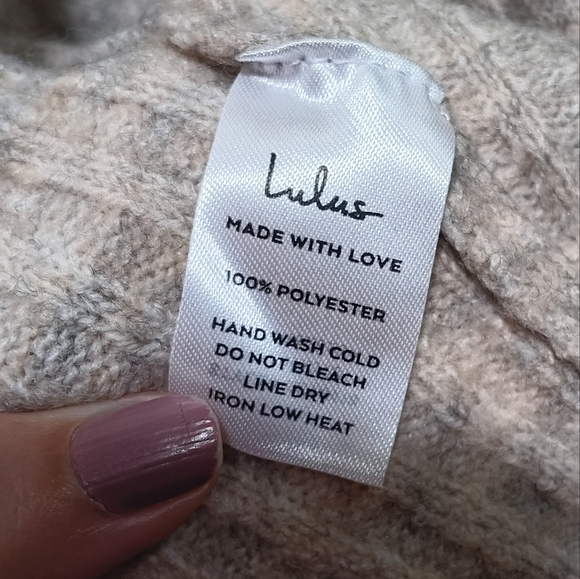 Lulus
MADE WITH LOVE
100% POLYESTER
HAND WASH COLD
DO NOT BLEACH
LINE DRY
IRON LOW HEAT